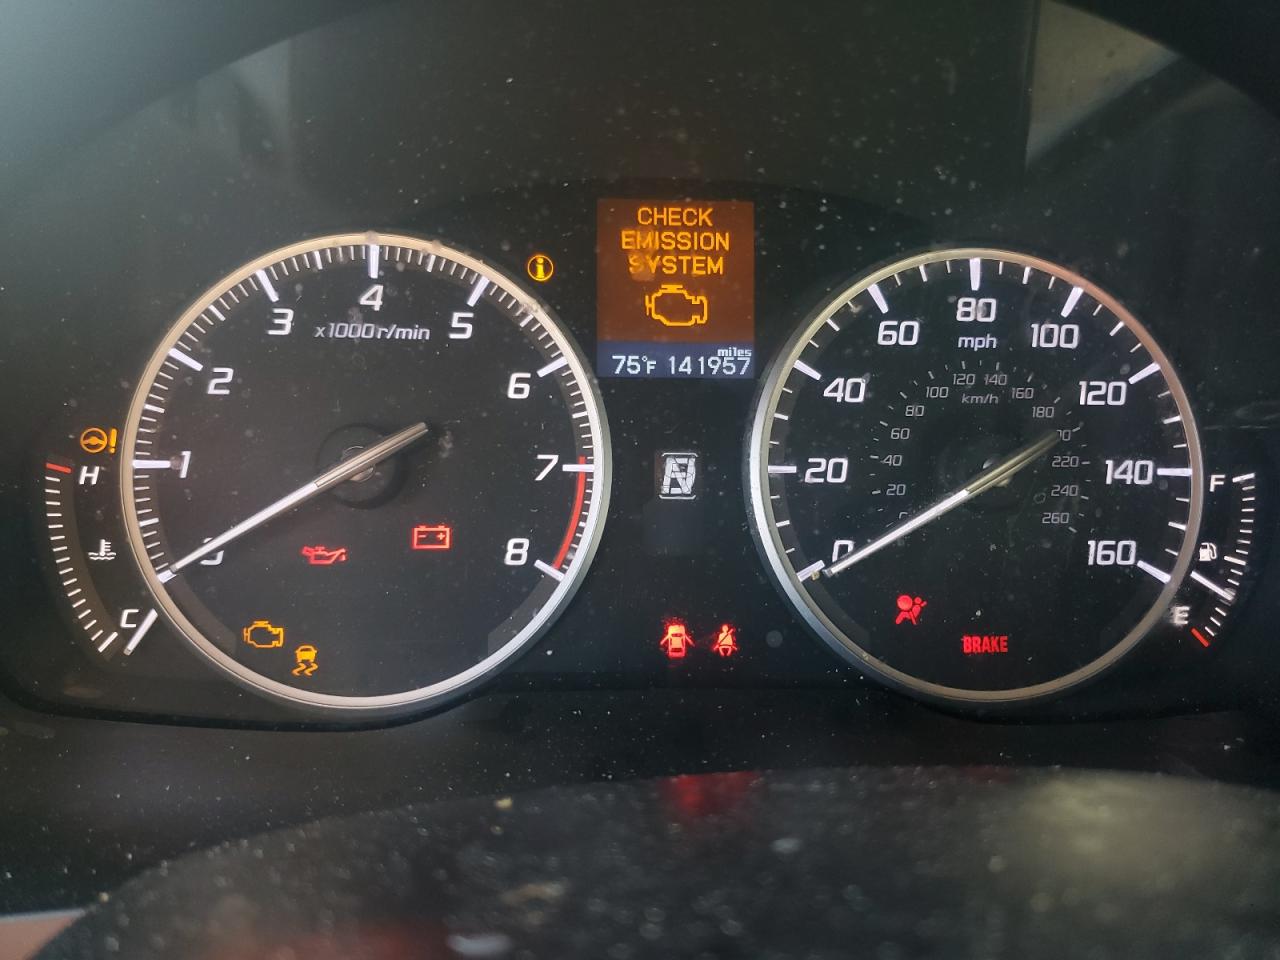 CHECK
EMISSION
SYSTEM
75°F 141957 miles
0 1 2 3 4 5 6 7 8
x1000 r/min
H
C
0 20 40 60 80 100 120 140 160
mph
20 40 60 80 100 120 140 160 180 220 240 260
km/h
F
E
BRAKE